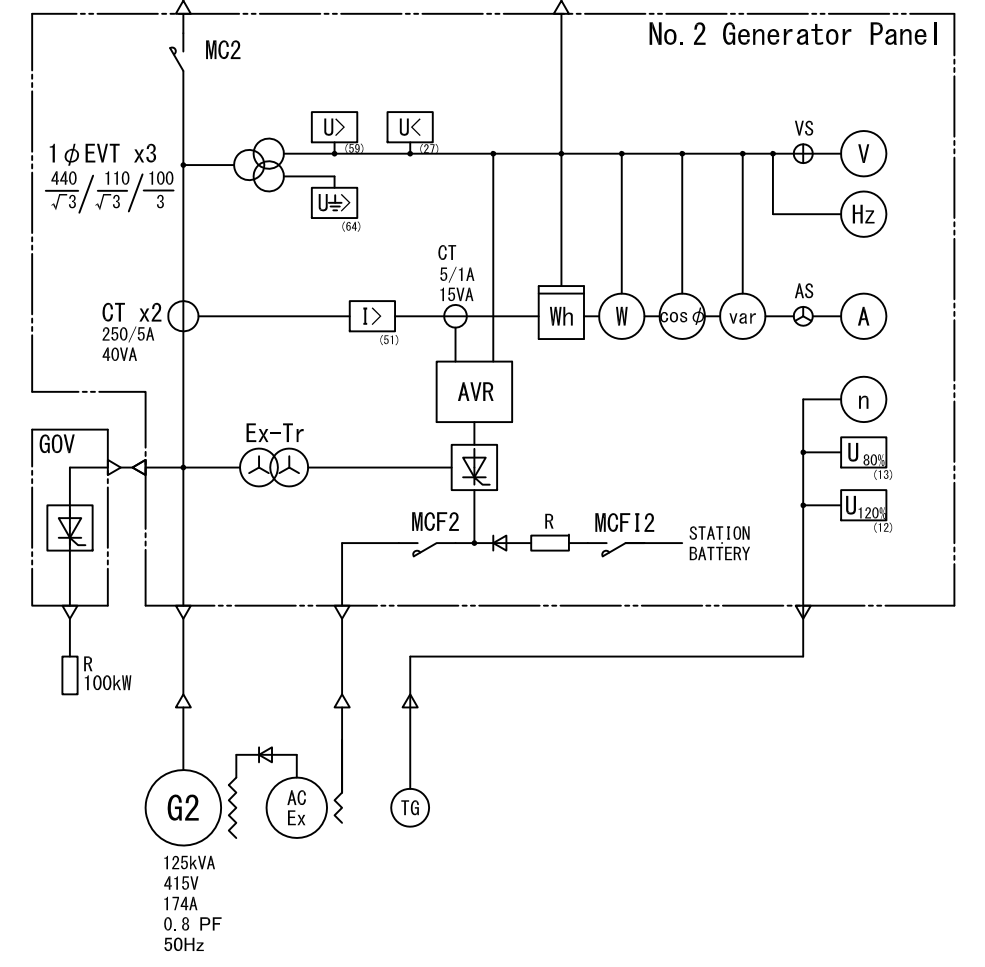 No. 2 Generator Panel
MC2
1φEVT x3
440/√3 / 110/√3 / 100/3
U>
(59)
U<
(27)
U⏚>
(64)
VS
V
Hz
CT x2
250/5A
40VA
I>
(51)
CT
5/1A
15VA
Wh
W
cosφ
var
AS
A
AVR
n
GOV
Ex-Tr
U 80%
(13)
U 120%
(12)
MCF2
R
MCFI2
STATION
BATTERY
R
100kW
G2
AC
Ex
TG
125kVA
415V
174A
0.8 PF
50Hz